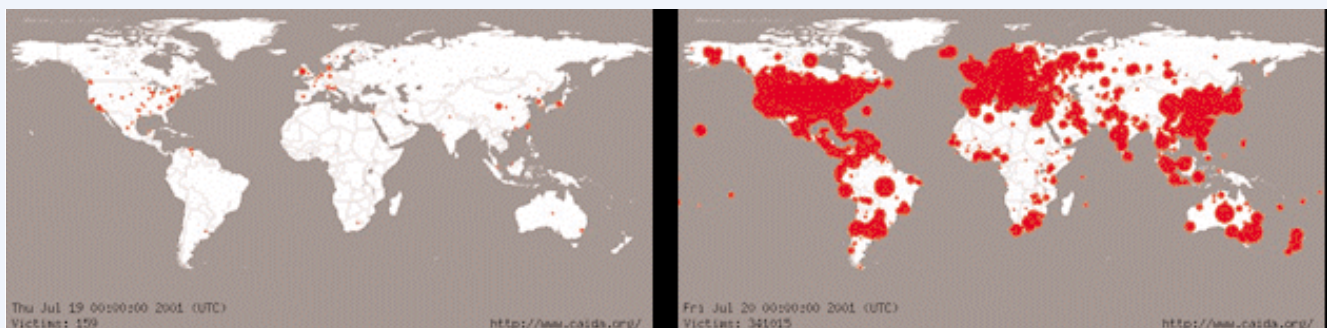 Thu Jul 19 00:00:00 2001 (UTC)
Victims: 159
http://www.caida.org/
Fri Jul 20 00:00:00 2001 (UTC)
Victims: 341015
http://www.caida.org/